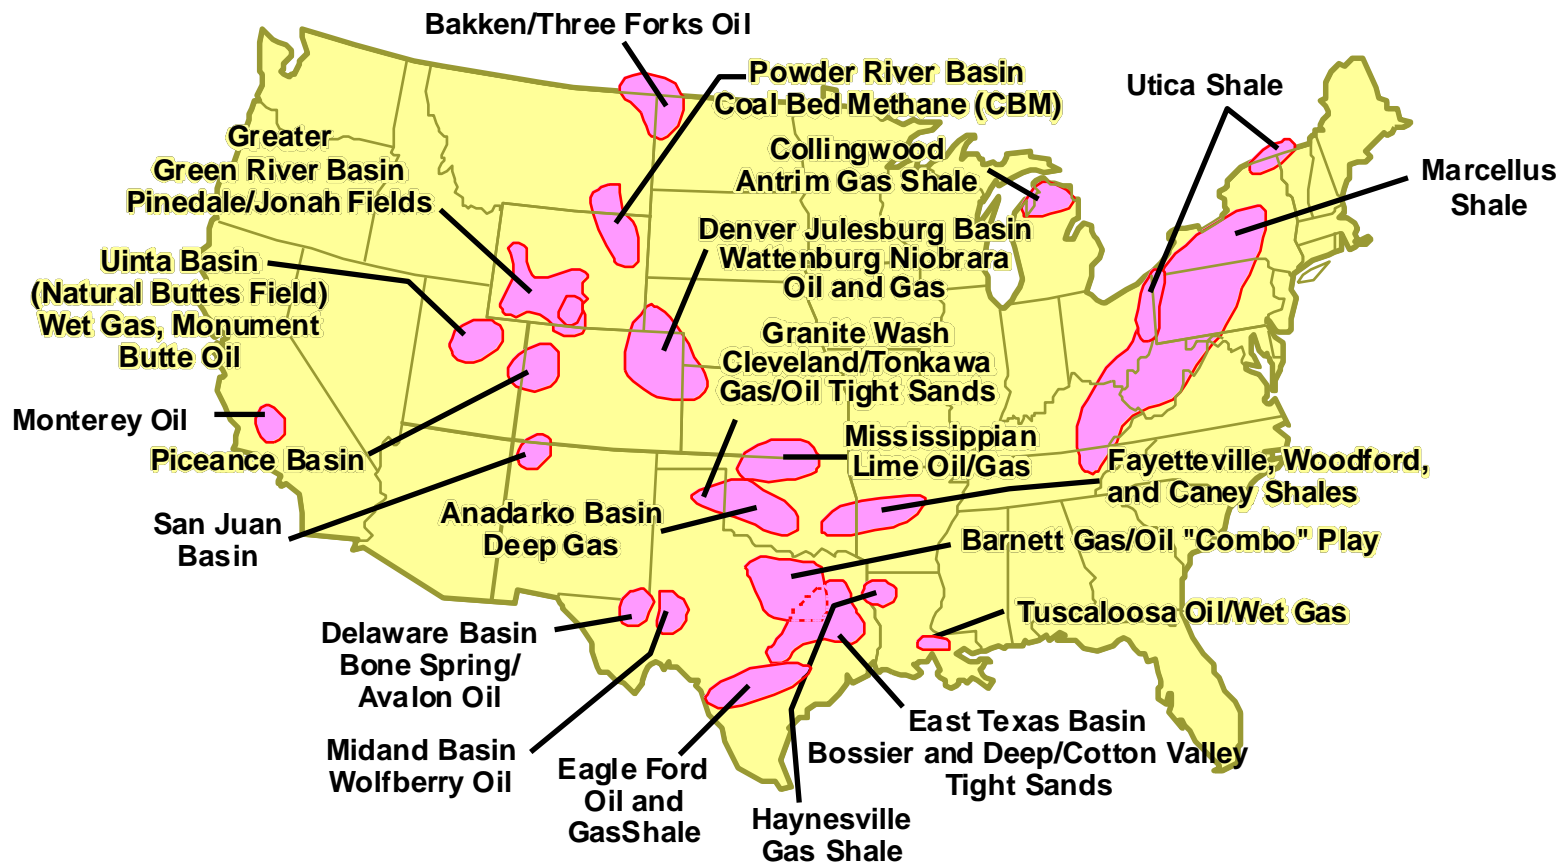 Bakken/Three Forks Oil
Powder River Basin
Coal Bed Methane (CBM)
Utica Shale
Greater
Green River Basin
Pinedale/Jonah Fields
Collingwood
Antrim Gas Shale
Marcellus
Shale
Denver Julesburg Basin
Wattenburg Niobrara
Oil and Gas
Uinta Basin
(Natural Buttes Field)
Wet Gas, Monument
Butte Oil
Granite Wash
Cleveland/Tonkawa
Gas/Oil Tight Sands
Monterey Oil
Piceance Basin
Mississippian
Lime Oil/Gas
Fayetteville, Woodford,
and Caney Shales
San Juan
Basin
Anadarko Basin
Deep Gas
Barnett Gas/Oil "Combo" Play
Tuscaloosa Oil/Wet Gas
Delaware Basin
Bone Spring/
Avalon Oil
Midand Basin
Wolfberry Oil
Eagle Ford
Oil and
GasShale
East Texas Basin
Bossier and Deep/Cotton Valley
Tight Sands
Haynesville
Gas Shale